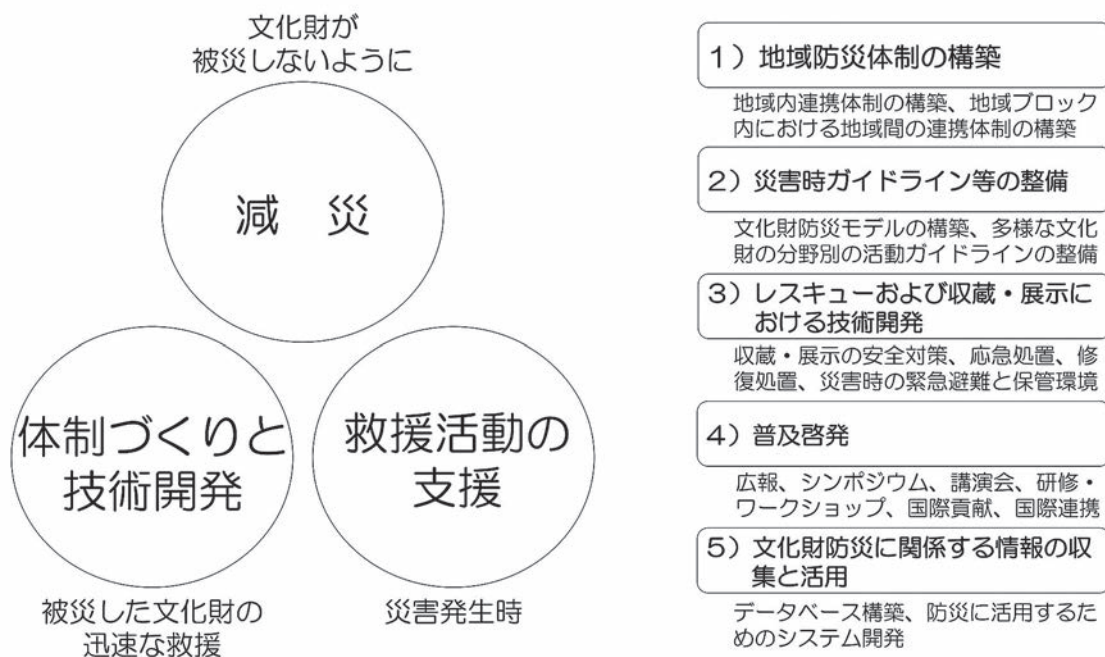 文化財が
被災しないように
減　災
体制づくりと
技術開発
被災した文化財の
迅速な救援
救援活動の
支援
災害発生時
1）地域防災体制の構築
地域内連携体制の構築、地域ブロック
内における地域間の連携体制の構築
2）災害時ガイドライン等の整備
文化財防災モデルの構築、多様な文化
財の分野別の活動ガイドラインの整備
3）レスキューおよび収蔵・展示に
おける技術開発
収蔵・展示の安全対策、応急処置、修
復処置、災害時の緊急避難と保管環境
4）普及啓発
広報、シンポジウム、講演会、研修・
ワークショップ、国際貢献、国際連携
5）文化財防災に関係する情報の収
集と活用
データベース構築、防災に活用するた
めのシステム開発